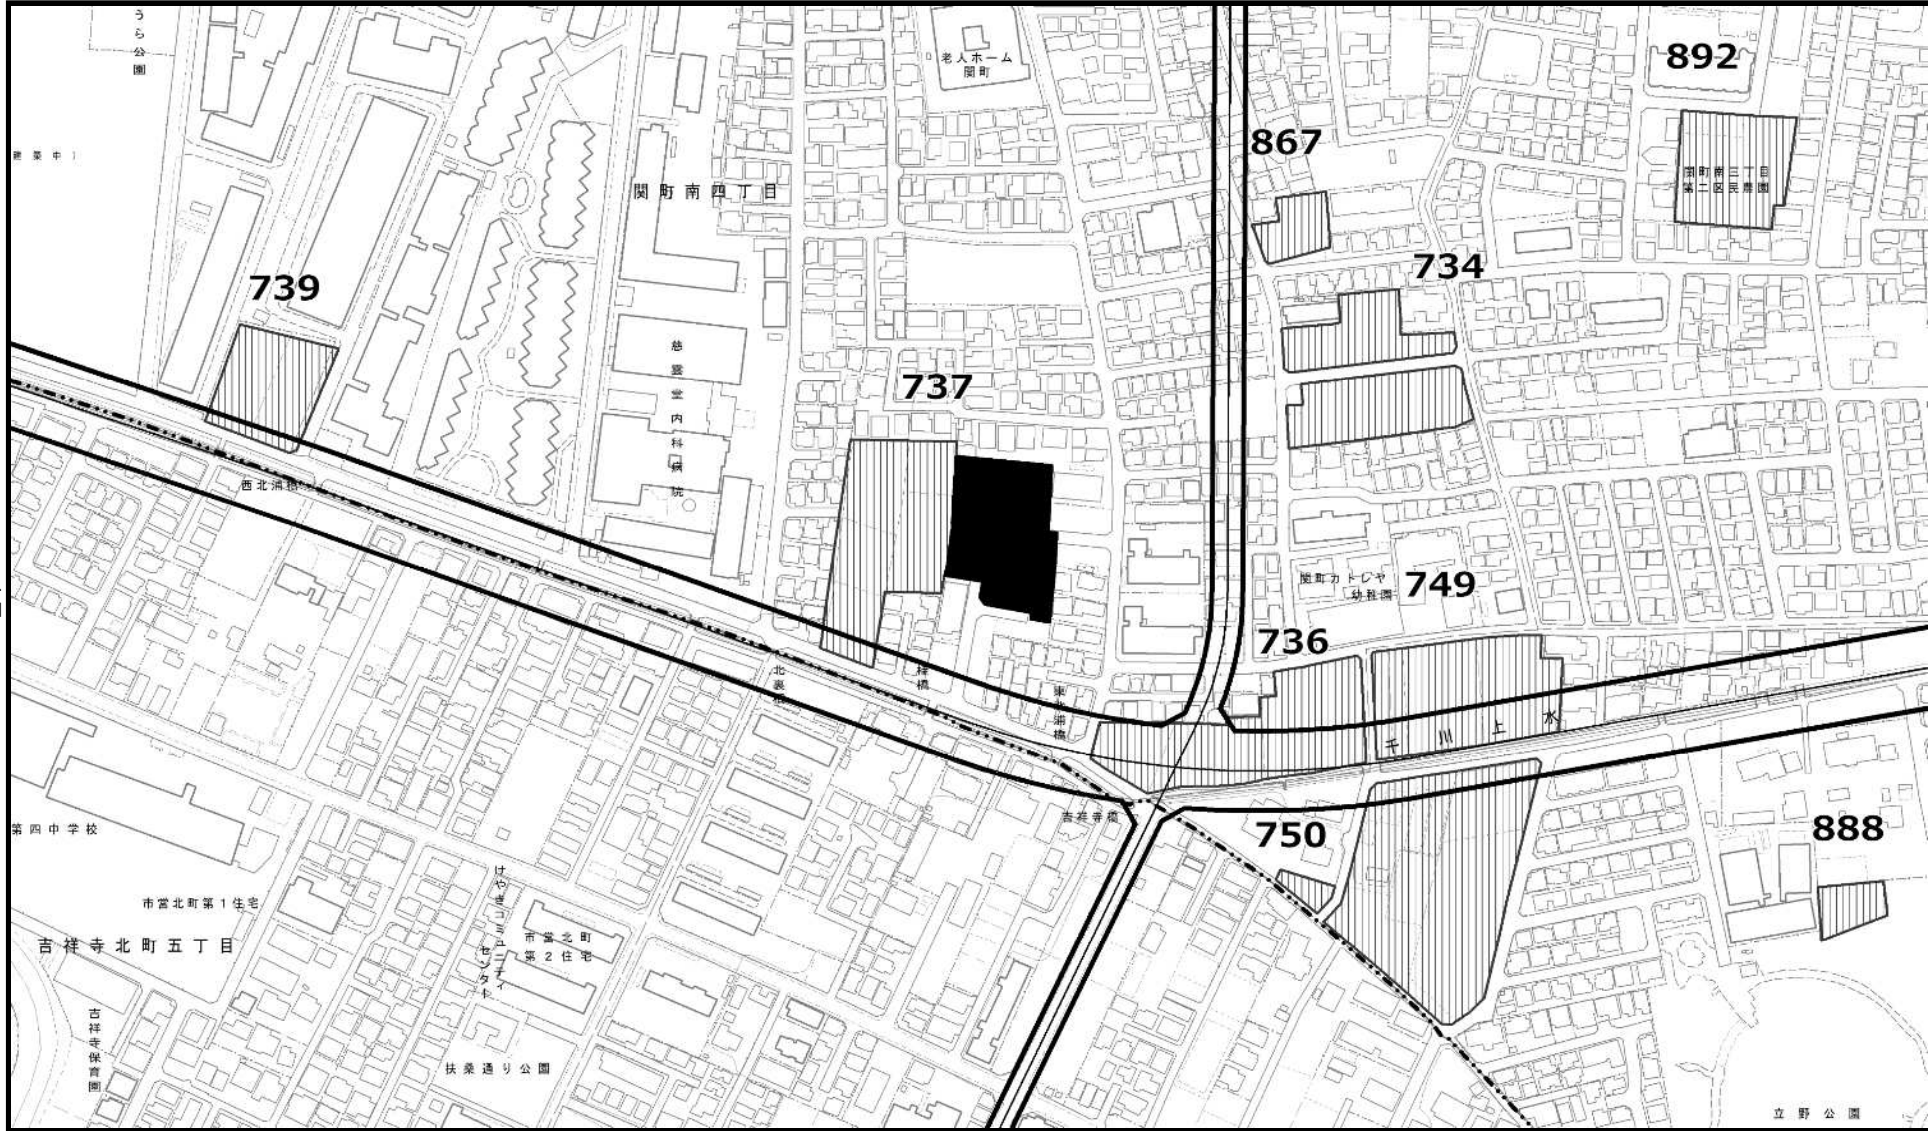 うら公園
老人ホーム
関町
892
867
関町南四丁目
関町南三丁目
第二区民農園
734
739
慈雲堂内科病院
737
西北浦橋
関町カトレヤ
幼稚園
749
736
北裏橋
東北浦橋
千川上水
吉祥寺橋
750
888
第四中学校
市営北町第1住宅
吉祥寺北町五丁目
けやきコミュニティ
センター
市営北町
第2住宅
吉祥寺保育園
扶桑通り公園
立野公園